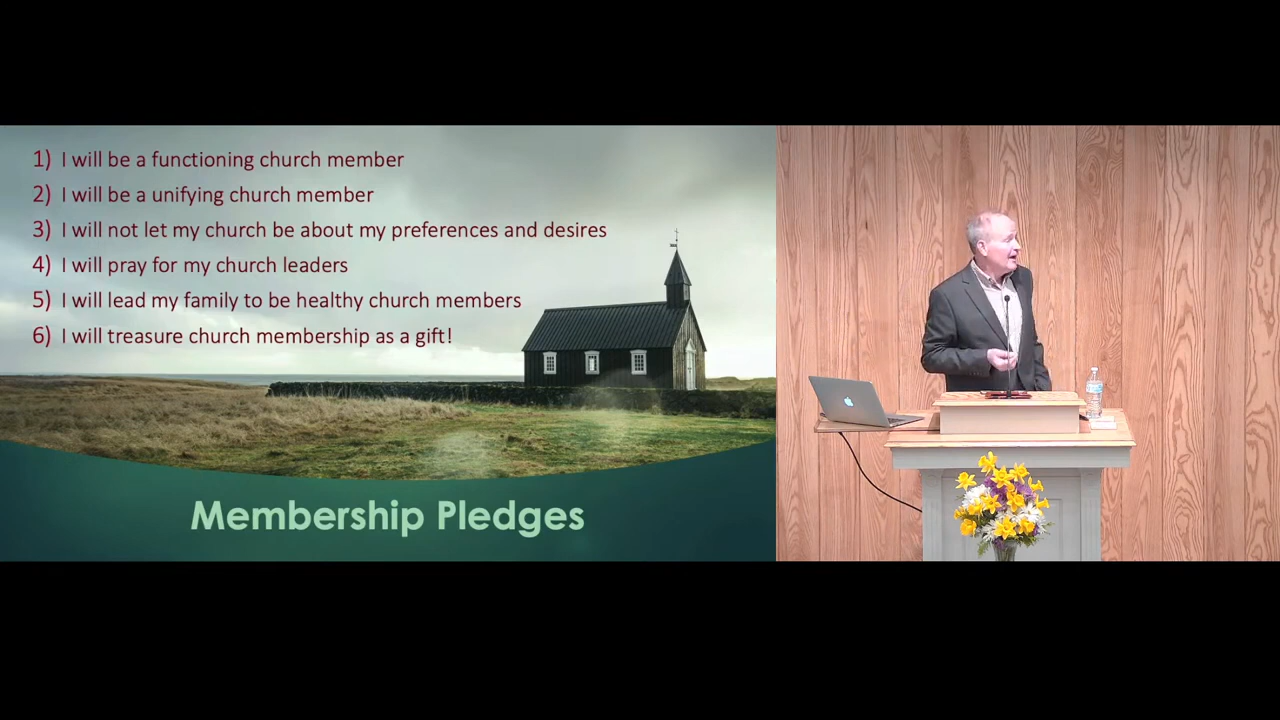 1) I will be a functioning church member
2) I will be a unifying church member
3) I will not let my church be about my preferences and desires
4) I will pray for my church leaders
5) I will lead my family to be healthy church members
6) I will treasure church membership as a gift!
Membership Pledges